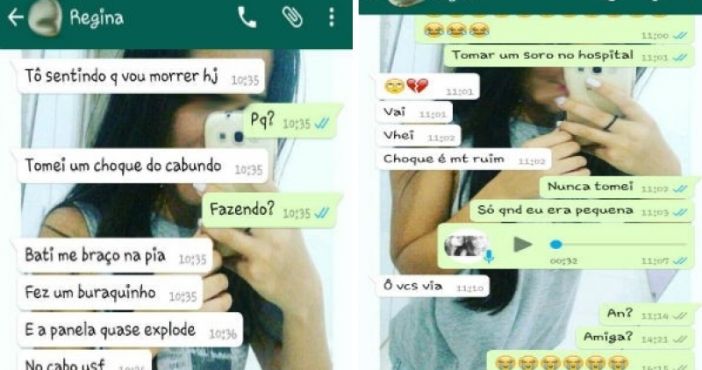 Regina
Tô sentindo q vou morrer hj 10:35
Pq? 10:35
Tomei um choque do cabundo 10:35
Fazendo? 10:35
Bati me braço na pia 10:35
Fez um buraquinho 10:35
E a panela quase explode 10:36
No cabo usf
11:00
Tomar um soro no hospital 11:01
11:01
Vai 11:01
Vhei 11:02
Choque é mt ruim 11:02
Nunca tomei 11:02
Só qnd eu era pequena 11:03
00:32 11:07
Ô vcs via 11:10
An? 11:14
Amiga? 14:21